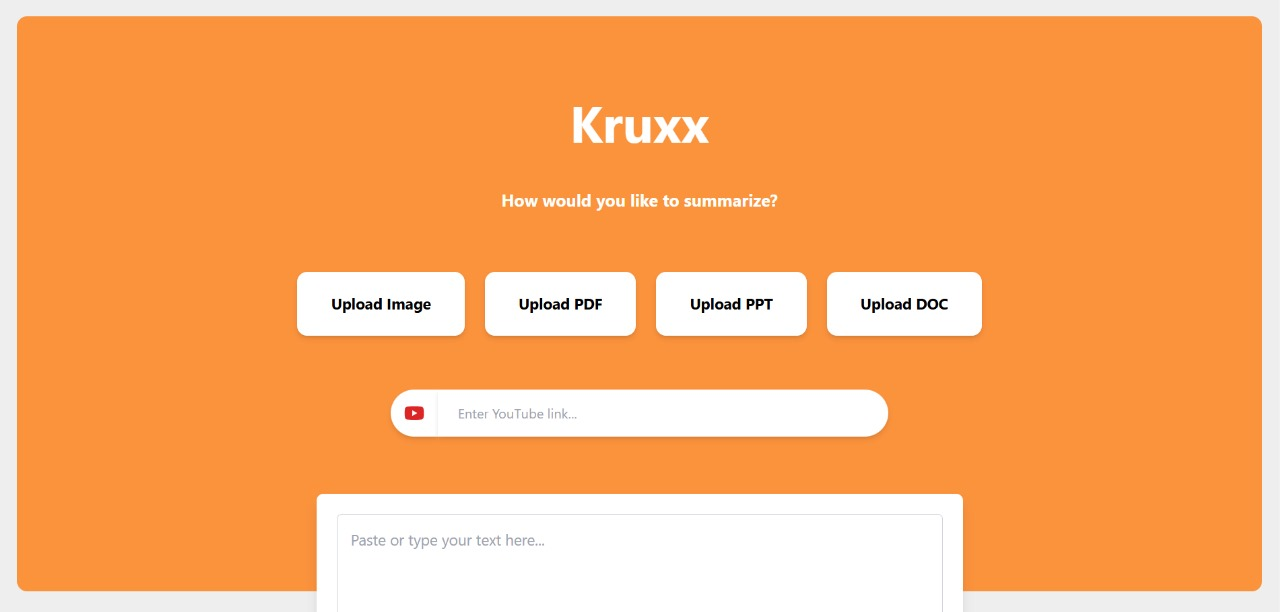 Kruxx
How would you like to summarize?
Upload Image
Upload PDF
Upload PPT
Upload DOC
Enter YouTube link...
Paste or type your text here...